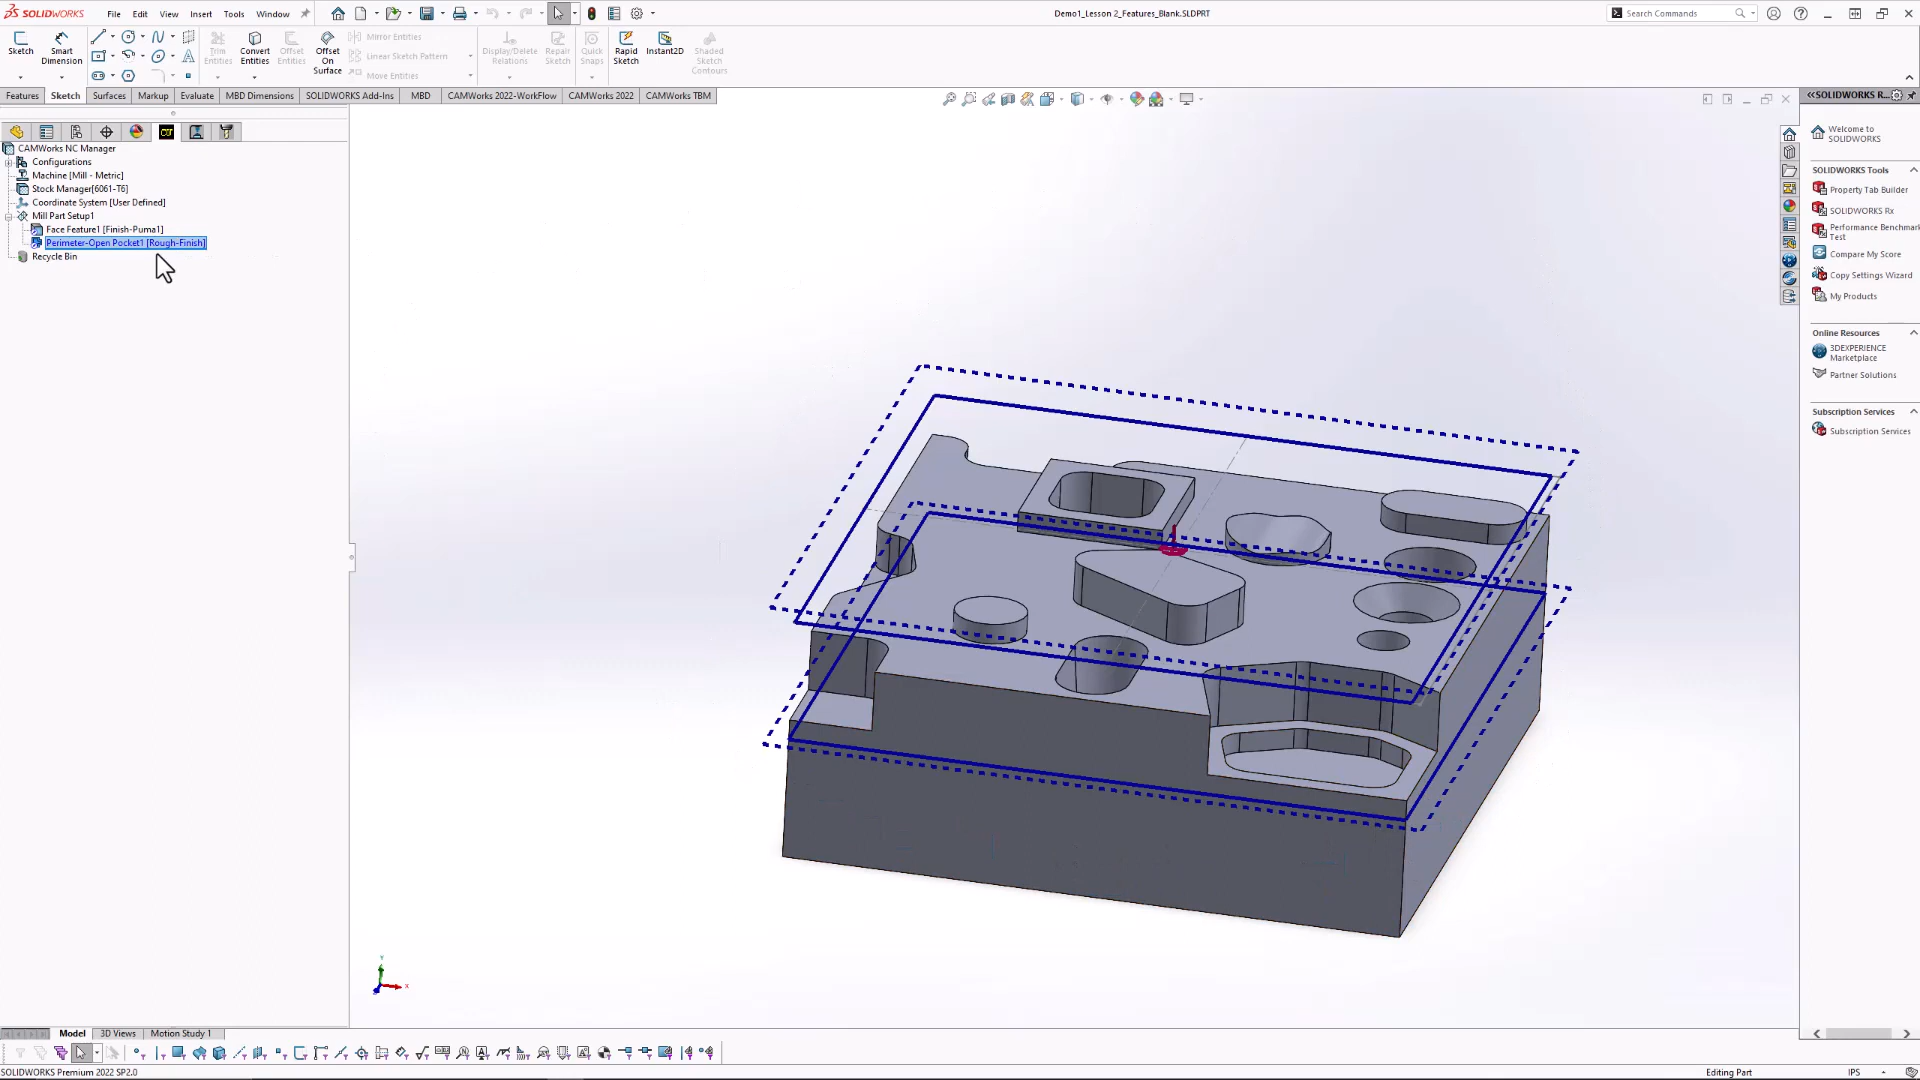 SOLIDWORKS File Edit View Insert Tools Window Demo1_Lesson 2_Features_Blank.SLDPRT Search Commands
Sketch Smart Dimension Trim Entities Convert Entities Offset Entities Offset On Surface Mirror Entities Linear Sketch Pattern Move Entities Display/Delete Relations Repair Sketch Quick Snaps Rapid Sketch Instant2D Shaded Sketch Contours
Features Sketch Surfaces Markup Evaluate MBD Dimensions SOLIDWORKS Add-Ins MBD CAMWorks 2022-WorkFlow CAMWorks 2022 CAMWorks TBM
SOLIDWORKS R...
CAMWorks NC Manager
Configurations
Machine [Mill - Metric]
Stock Manager[6061-T6]
Coordinate System [User Defined]
Mill Part Setup1
Face Feature1 [Finish-Puma1]
Perimeter-Open Pocket1 [Rough-Finish]
Recycle Bin
Welcome to
SOLIDWORKS
SOLIDWORKS Tools
Property Tab Builder
SOLIDWORKS Rx
Performance Benchmark
Test
Compare My Score
Copy Settings Wizard
My Products
Online Resources
3DEXPERIENCE
Marketplace
Partner Solutions
Subscription Services
Subscription Services
Y
X
Model 3D Views Motion Study 1
SOLIDWORKS Premium 2022 SP2.0 Editing Part IPS